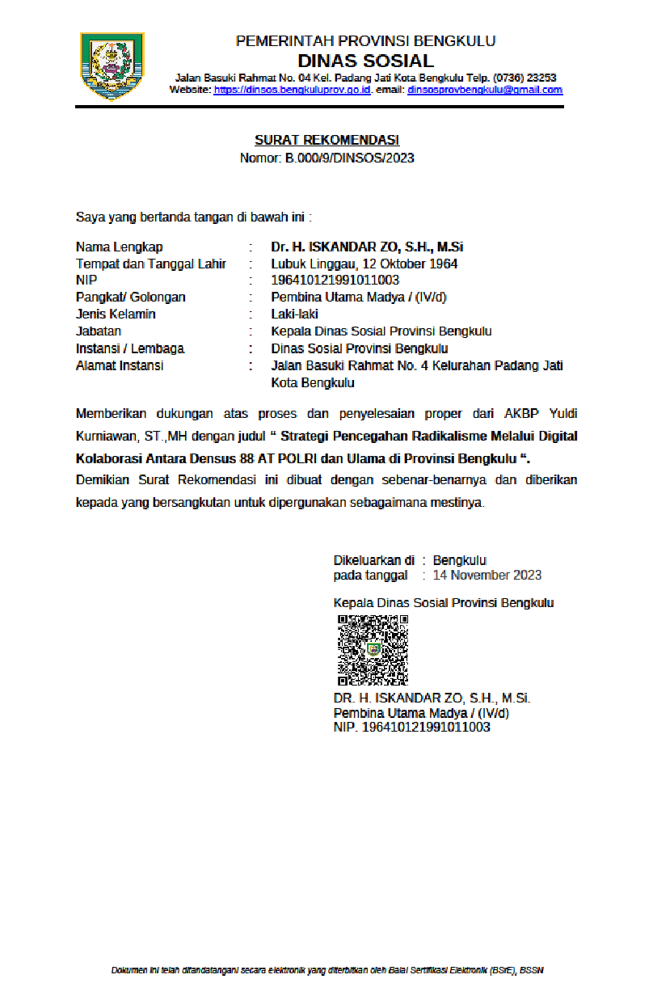 PEMERINTAH PROVINSI BENGKULU
DINAS SOSIAL
Jalan Basuki Rahmat No. 04 Kel. Padang Jati Kota Bengkulu Telp. (0736) 23253
Website: https://dinsos.bengkuluprov.go.id. email: dinsosprovbengkulu@gmail.com
SURAT REKOMENDASI
Nomor: B.000/9/DINSOS/2023
Saya yang bertanda tangan di bawah ini :
Nama Lengkap : Dr. H. ISKANDAR ZO, S.H., M.Si
Tempat dan Tanggal Lahir : Lubuk Linggau, 12 Oktober 1964
NIP : 196410121991011003
Pangkat/ Golongan : Pembina Utama Madya / (IV/d)
Jenis Kelamin : Laki-laki
Jabatan : Kepala Dinas Sosial Provinsi Bengkulu
Instansi / Lembaga : Dinas Sosial Provinsi Bengkulu
Alamat Instansi : Jalan Basuki Rahmat No. 4 Kelurahan Padang Jati
Kota Bengkulu
Memberikan dukungan atas proses dan penyelesaian proper dari AKBP Yuldi
Kurniawan, ST.,MH dengan judul “ Strategi Pencegahan Radikalisme Melalui Digital
Kolaborasi Antara Densus 88 AT POLRI dan Ulama di Provinsi Bengkulu “.
Demikian Surat Rekomendasi ini dibuat dengan sebenar-benarnya dan diberikan
kepada yang bersangkutan untuk dipergunakan sebagaimana mestinya.
Dikeluarkan di : Bengkulu
pada tanggal : 14 November 2023
Kepala Dinas Sosial Provinsi Bengkulu
DR. H. ISKANDAR ZO, S.H., M.Si.
Pembina Utama Madya / (IV/d)
NIP. 196410121991011003
Dokumen ini telah ditandatangani secara elektronik yang diterbitkan oleh Balai Sertifikasi Elektronik (BSrE), BSSN